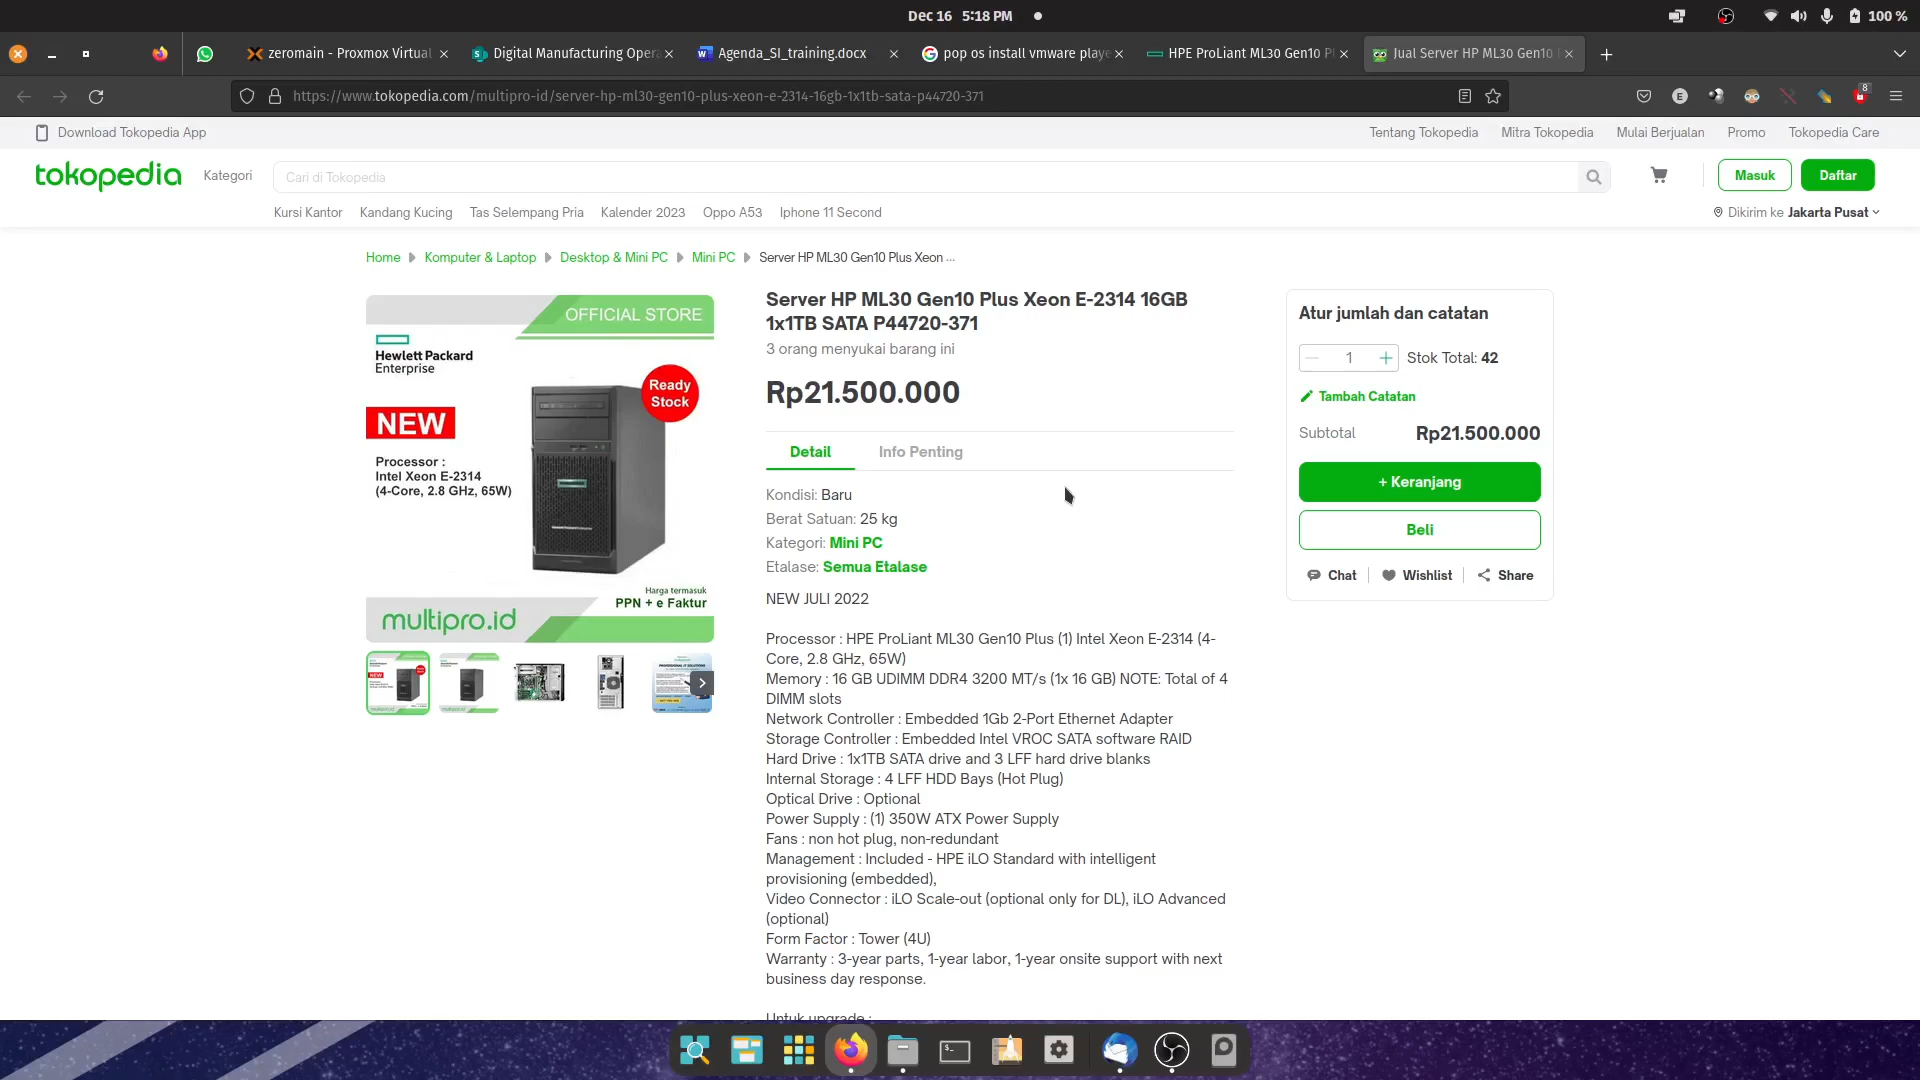 Dec 16 5:18 PM
100 %
zeromain - Proxmox Virtual
Digital Manufacturing Opera
Agenda_SI_training.docx
pop os install vmware playe
HPE ProLiant ML30 Gen10 Pl
Jual Server HP ML30 Gen10
https://www.tokopedia.com/multipro-id/server-hp-ml30-gen10-plus-xeon-e-2314-16gb-1x1tb-sata-p44720-371
E
8
Download Tokopedia App
Tentang Tokopedia
Mitra Tokopedia
Mulai Berjualan
Promo
Tokopedia Care
tokopedia
Kategori
Cari di Tokopedia
Masuk
Daftar
Kursi Kantor
Kandang Kucing
Tas Selempang Pria
Kalender 2023
Oppo A53
Iphone 11 Second
Dikirim ke Jakarta Pusat
Home
Komputer & Laptop
Desktop & Mini PC
Mini PC
Server HP ML30 Gen10 Plus Xeon ...
OFFICIAL STORE
Hewlett Packard
Enterprise
Ready
Stock
NEW
Processor :
Intel Xeon E-2314
(4-Core, 2.8 GHz, 65W)
Harga termasuk
PPN + e Faktur
multipro.id
Server HP ML30 Gen10 Plus Xeon E-2314 16GB
1x1TB SATA P44720-371
3 orang menyukai barang ini
Rp21.500.000
Detail
Info Penting
Kondisi: Baru
Berat Satuan: 25 kg
Kategori: Mini PC
Etalase: Semua Etalase
NEW JULI 2022
Processor : HPE ProLiant ML30 Gen10 Plus (1) Intel Xeon E-2314 (4-
Core, 2.8 GHz, 65W)
Memory : 16 GB UDIMM DDR4 3200 MT/s (1x 16 GB) NOTE: Total of 4
DIMM slots
Network Controller : Embedded 1Gb 2-Port Ethernet Adapter
Storage Controller : Embedded Intel VROC SATA software RAID
Hard Drive : 1x1TB SATA drive and 3 LFF hard drive blanks
Internal Storage : 4 LFF HDD Bays (Hot Plug)
Optical Drive : Optional
Power Supply : (1) 350W ATX Power Supply
Fans : non hot plug, non-redundant
Management : Included - HPE iLO Standard with intelligent
provisioning (embedded),
Video Connector : iLO Scale-out (optional only for DL), iLO Advanced
(optional)
Form Factor : Tower (4U)
Warranty : 3-year parts, 1-year labor, 1-year onsite support with next
business day response.
Untuk upgrade :
Atur jumlah dan catatan
1
Stok Total: 42
Tambah Catatan
Subtotal
Rp21.500.000
+ Keranjang
Beli
Chat
Wishlist
Share